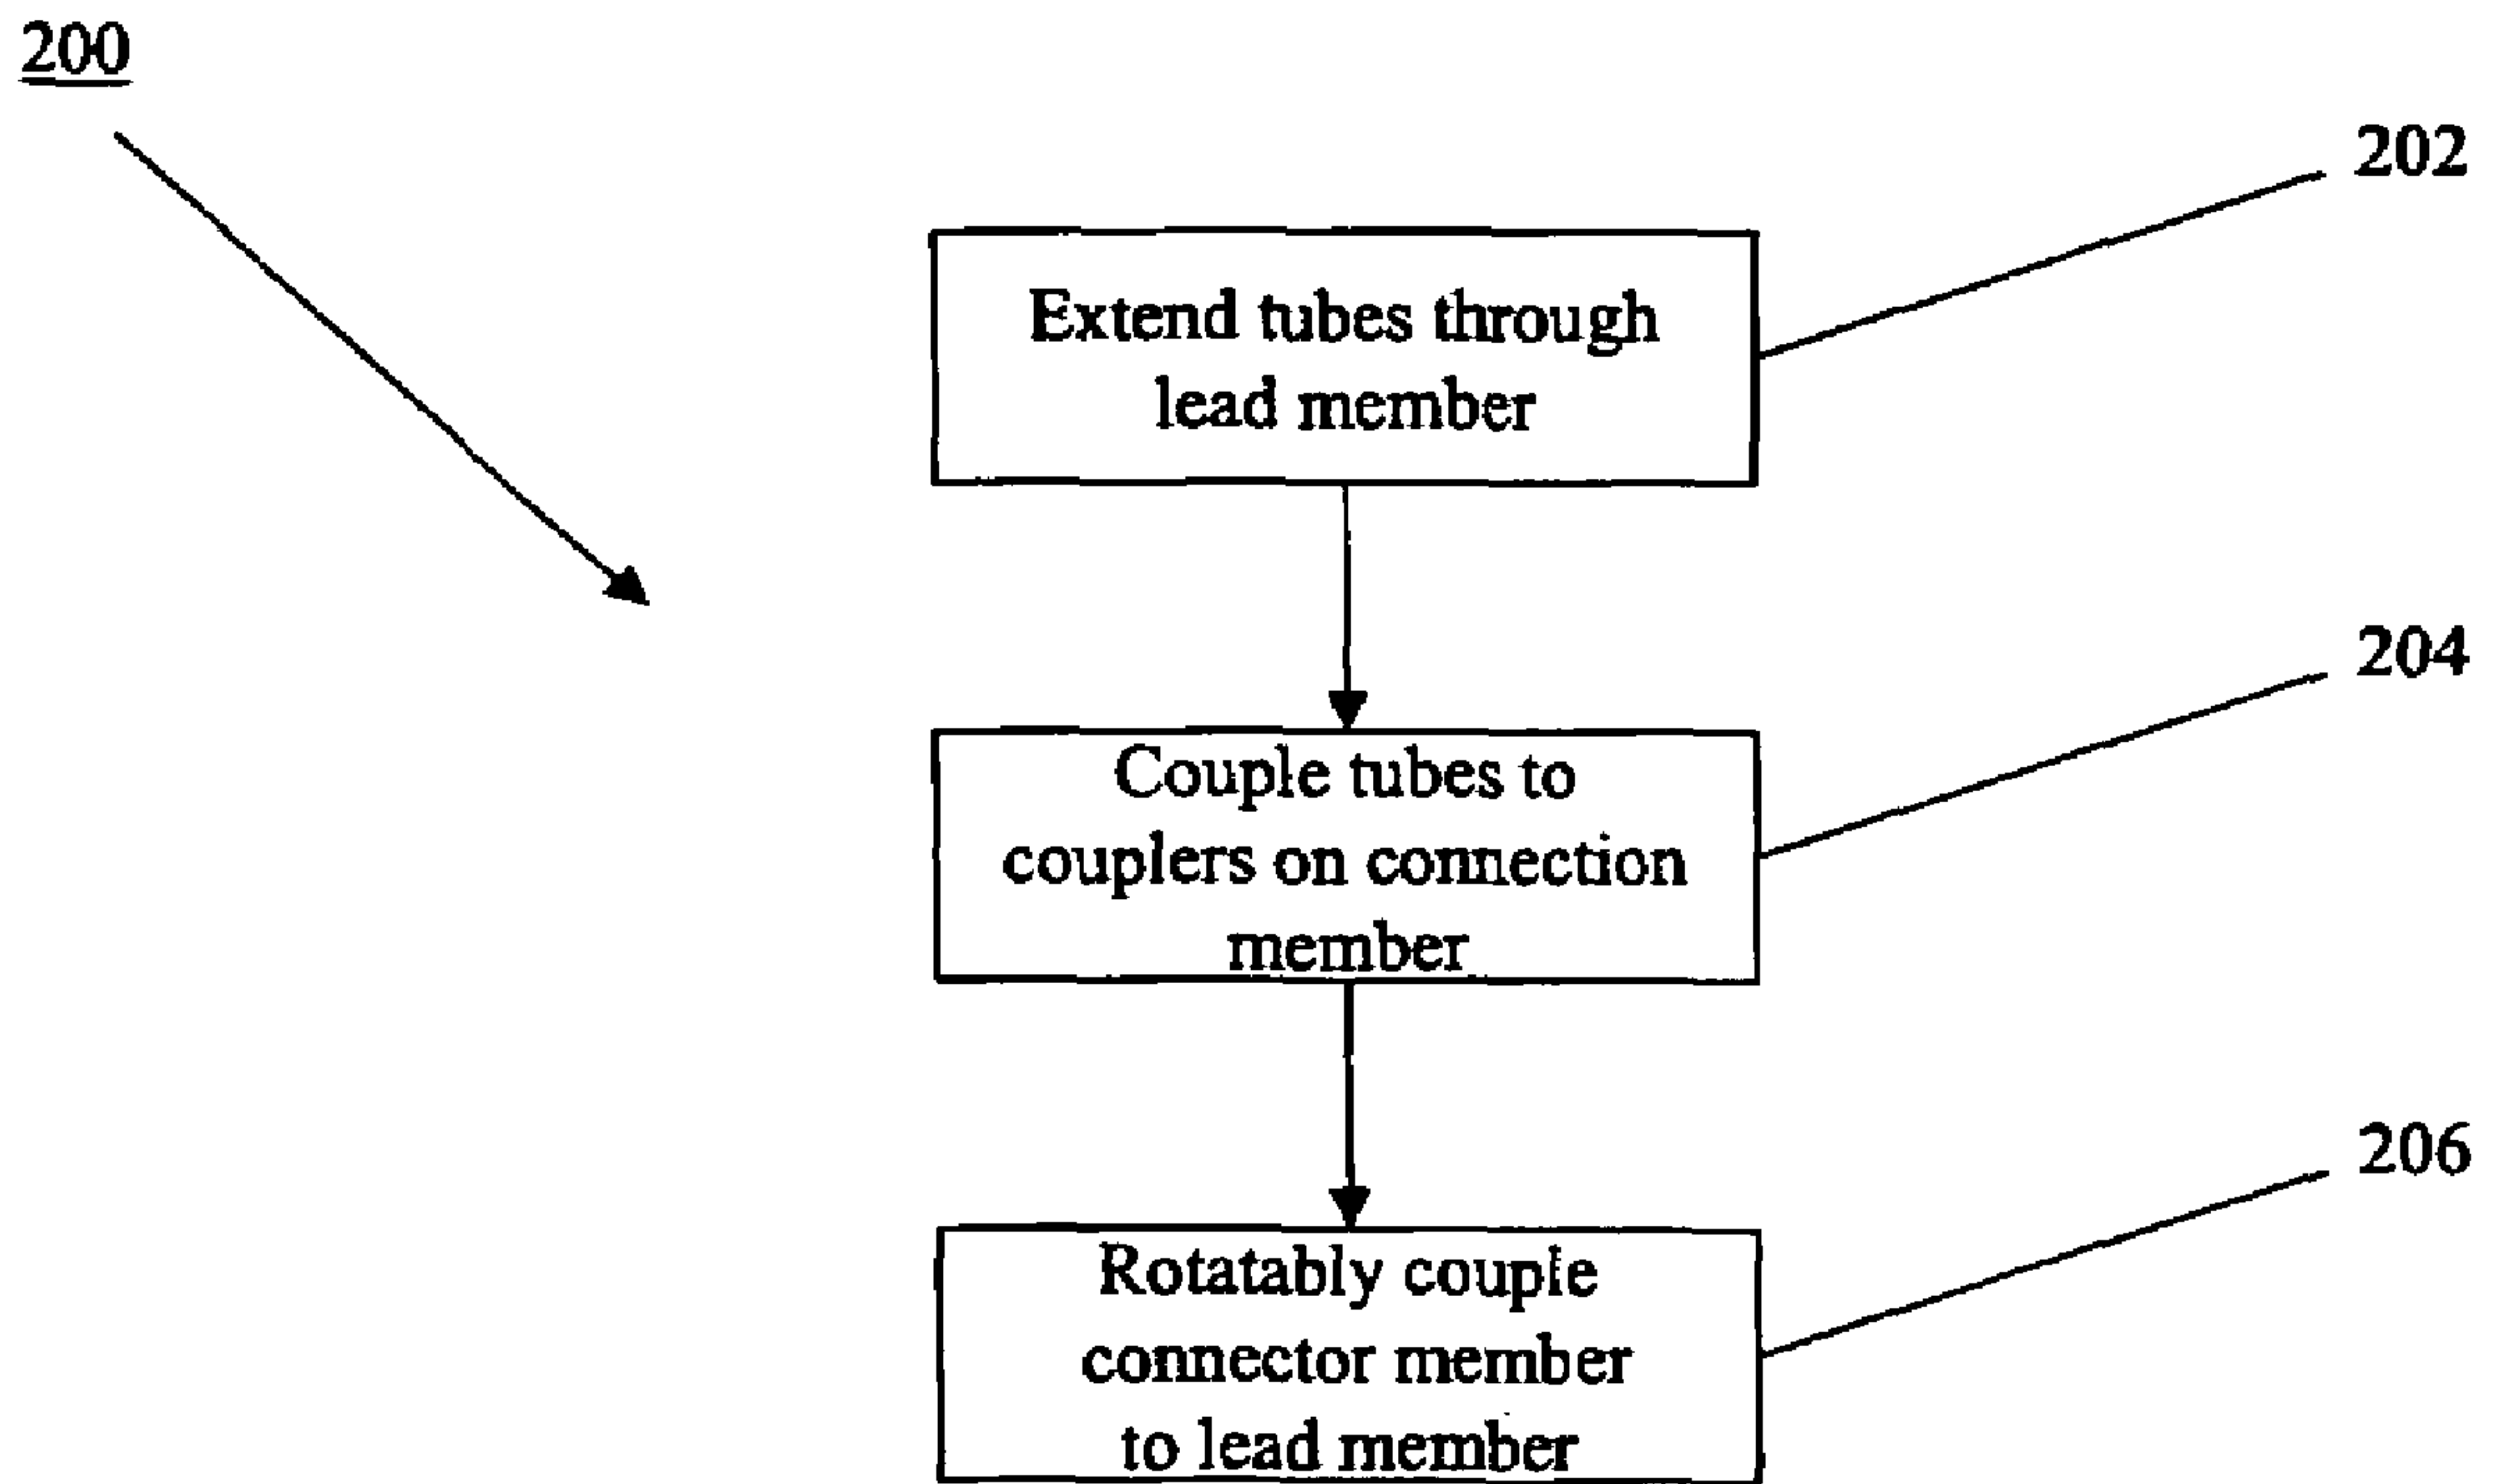 200
202
Extend tubes through
lead member
204
Couple tubes to
couplers on connection
member
206
Rotatably couple
connector member
to lead member